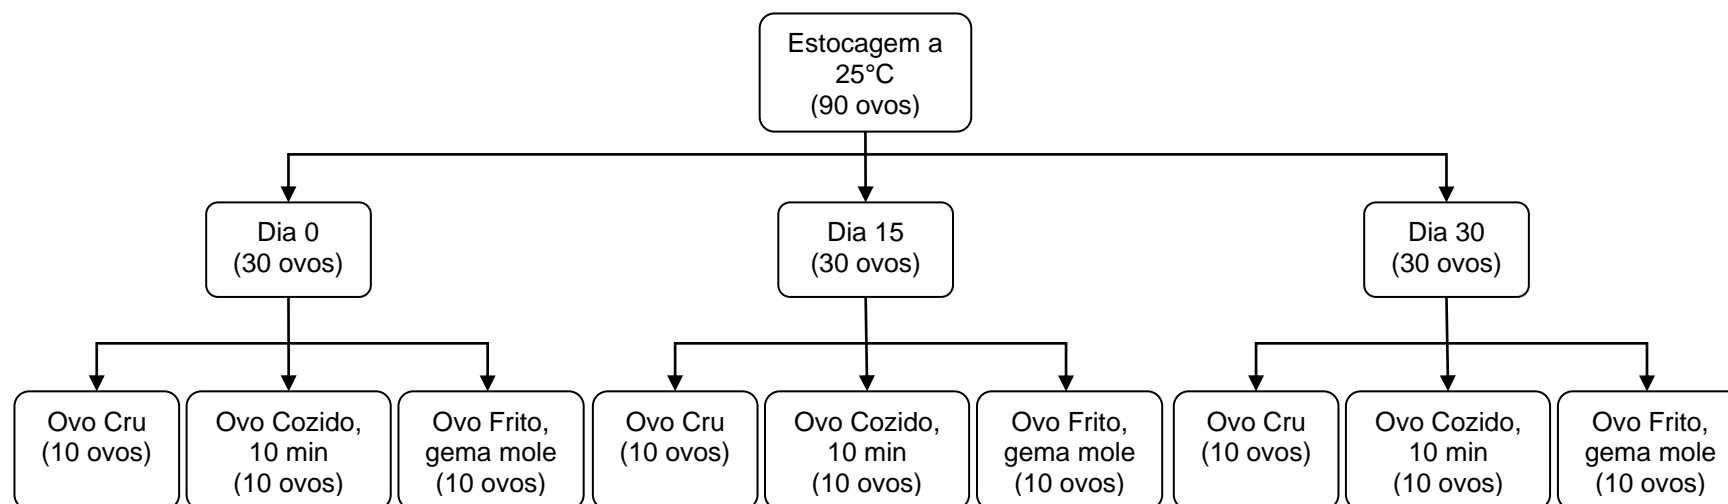 Estocagem a
25°C
(90 ovos)
Dia 0
(30 ovos)
Dia 15
(30 ovos)
Dia 30
(30 ovos)
Ovo Cru
(10 ovos)
Ovo Cozido,
10 min
(10 ovos)
Ovo Frito,
gema mole
(10 ovos)
Ovo Cru
(10 ovos)
Ovo Cozido,
10 min
(10 ovos)
Ovo Frito,
gema mole
(10 ovos)
Ovo Cru
(10 ovos)
Ovo Cozido,
10 min
(10 ovos)
Ovo Frito,
gema mole
(10 ovos)